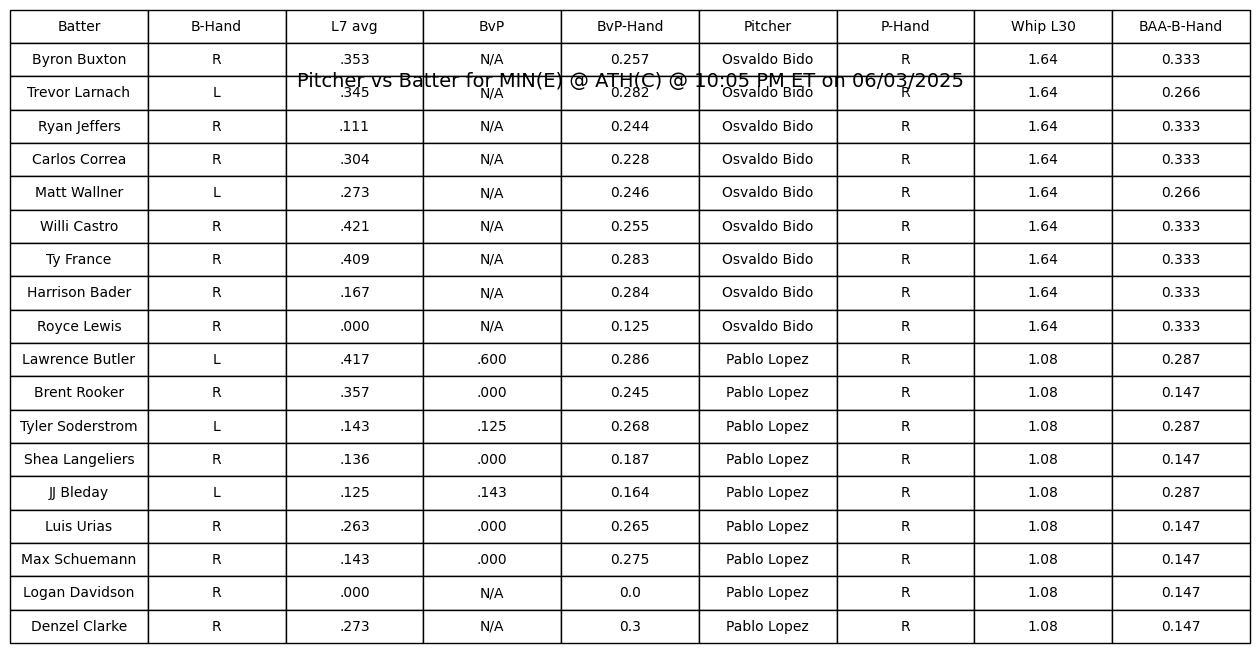 Batter B-Hand L7 avg BvP BvP-Hand Pitcher P-Hand Whip L30 BAA-B-Hand
Byron Buxton R .353 N/A 0.257 Osvaldo Bido R 1.64 0.333
Pitcher vs Batter for MIN(E) @ ATH(C) @ 10:05 PM ET on 06/03/2025
Trevor Larnach L .345 N/A 0.282 Osvaldo Bido R 1.64 0.266
Ryan Jeffers R .111 N/A 0.244 Osvaldo Bido R 1.64 0.333
Carlos Correa R .304 N/A 0.228 Osvaldo Bido R 1.64 0.333
Matt Wallner L .273 N/A 0.246 Osvaldo Bido R 1.64 0.266
Willi Castro R .421 N/A 0.255 Osvaldo Bido R 1.64 0.333
Ty France R .409 N/A 0.283 Osvaldo Bido R 1.64 0.333
Harrison Bader R .167 N/A 0.284 Osvaldo Bido R 1.64 0.333
Royce Lewis R .000 N/A 0.125 Osvaldo Bido R 1.64 0.333
Lawrence Butler L .417 .600 0.286 Pablo Lopez R 1.08 0.287
Brent Rooker R .357 .000 0.245 Pablo Lopez R 1.08 0.147
Tyler Soderstrom L .143 .125 0.268 Pablo Lopez R 1.08 0.287
Shea Langeliers R .136 .000 0.187 Pablo Lopez R 1.08 0.147
JJ Bleday L .125 .143 0.164 Pablo Lopez R 1.08 0.287
Luis Urias R .263 .000 0.265 Pablo Lopez R 1.08 0.147
Max Schuemann R .143 .000 0.275 Pablo Lopez R 1.08 0.147
Logan Davidson R .000 N/A 0.0 Pablo Lopez R 1.08 0.147
Denzel Clarke R .273 N/A 0.3 Pablo Lopez R 1.08 0.147